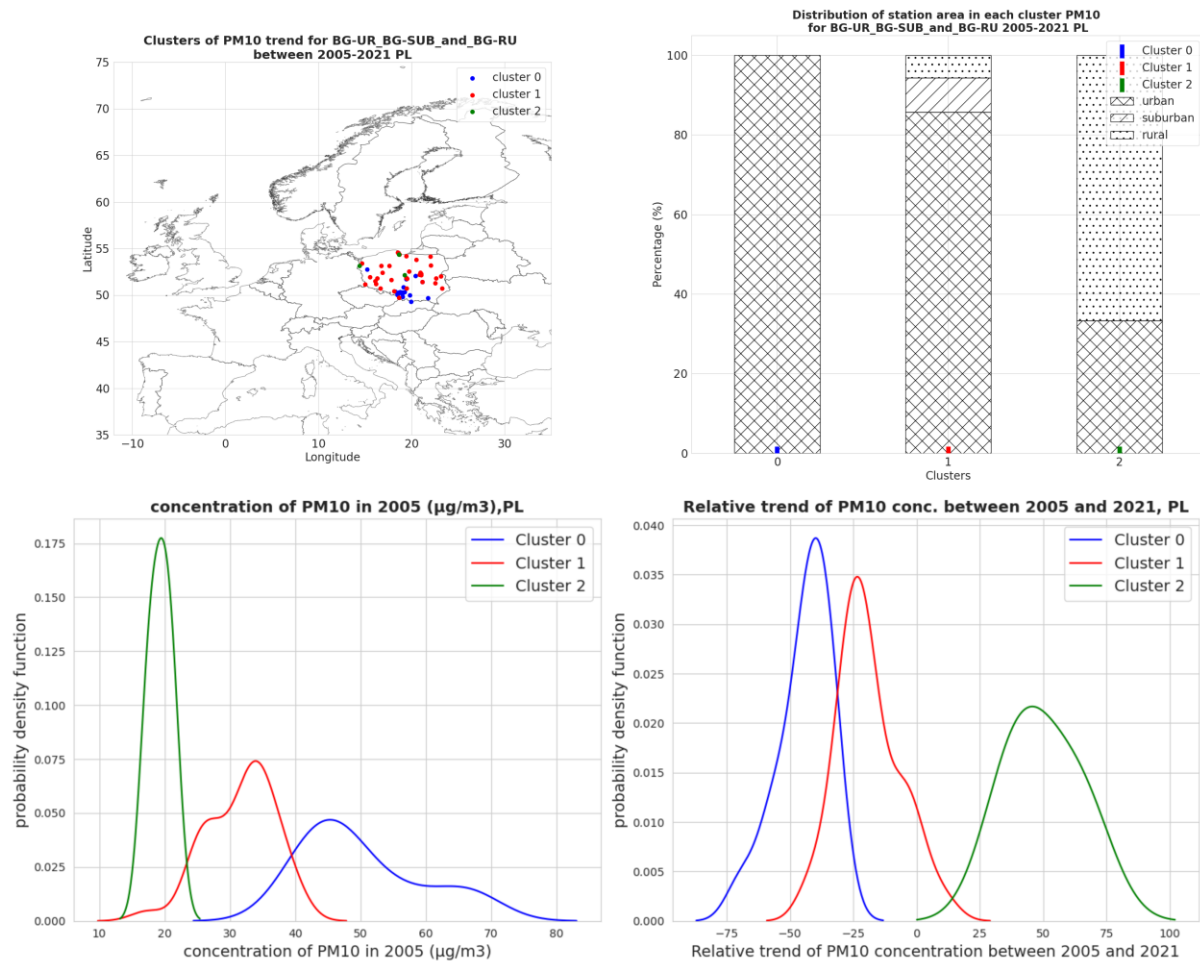 Clusters of PM10 trend for BG-UR_BG-SUB_and_BG-RU
between 2005-2021 PL
75
70
65
60
55
50
45
40
35
Latitude
cluster 0
cluster 1
cluster 2
−10
0
10
20
30
Longitude
Distribution of station area in each cluster PM10
for BG-UR_BG-SUB_and_BG-RU 2005-2021 PL
100
80
60
40
20
0
Percentage (%)
Cluster 0
Cluster 1
Cluster 2
urban
suburban
rural
0
1
2
Clusters
concentration of PM10 in 2005 (μg/m3),PL
0.175
0.150
0.125
0.100
0.075
0.050
0.025
0.000
probability density function
Cluster 0
Cluster 1
Cluster 2
10
20
30
40
50
60
70
80
concentration of PM10 in 2005 (μg/m3)
Relative trend of PM10 conc. between 2005 and 2021, PL
0.040
0.035
0.030
0.025
0.020
0.015
0.010
0.005
0.000
probability density function
Cluster 0
Cluster 1
Cluster 2
−75
−50
−25
0
25
50
75
100
Relative trend of PM10 concentration between 2005 and 2021